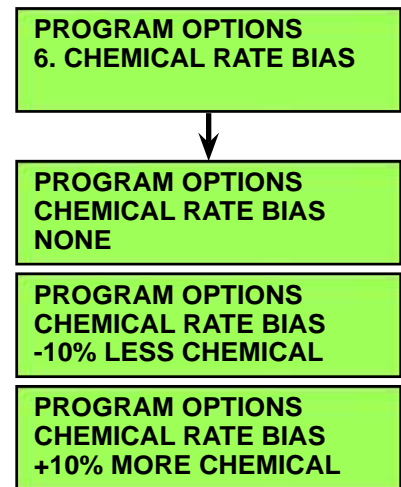 PROGRAM OPTIONS
6. CHEMICAL RATE BIAS
PROGRAM OPTIONS
CHEMICAL RATE BIAS
NONE
PROGRAM OPTIONS
CHEMICAL RATE BIAS
-10% LESS CHEMICAL
PROGRAM OPTIONS
CHEMICAL RATE BIAS
+10% MORE CHEMICAL